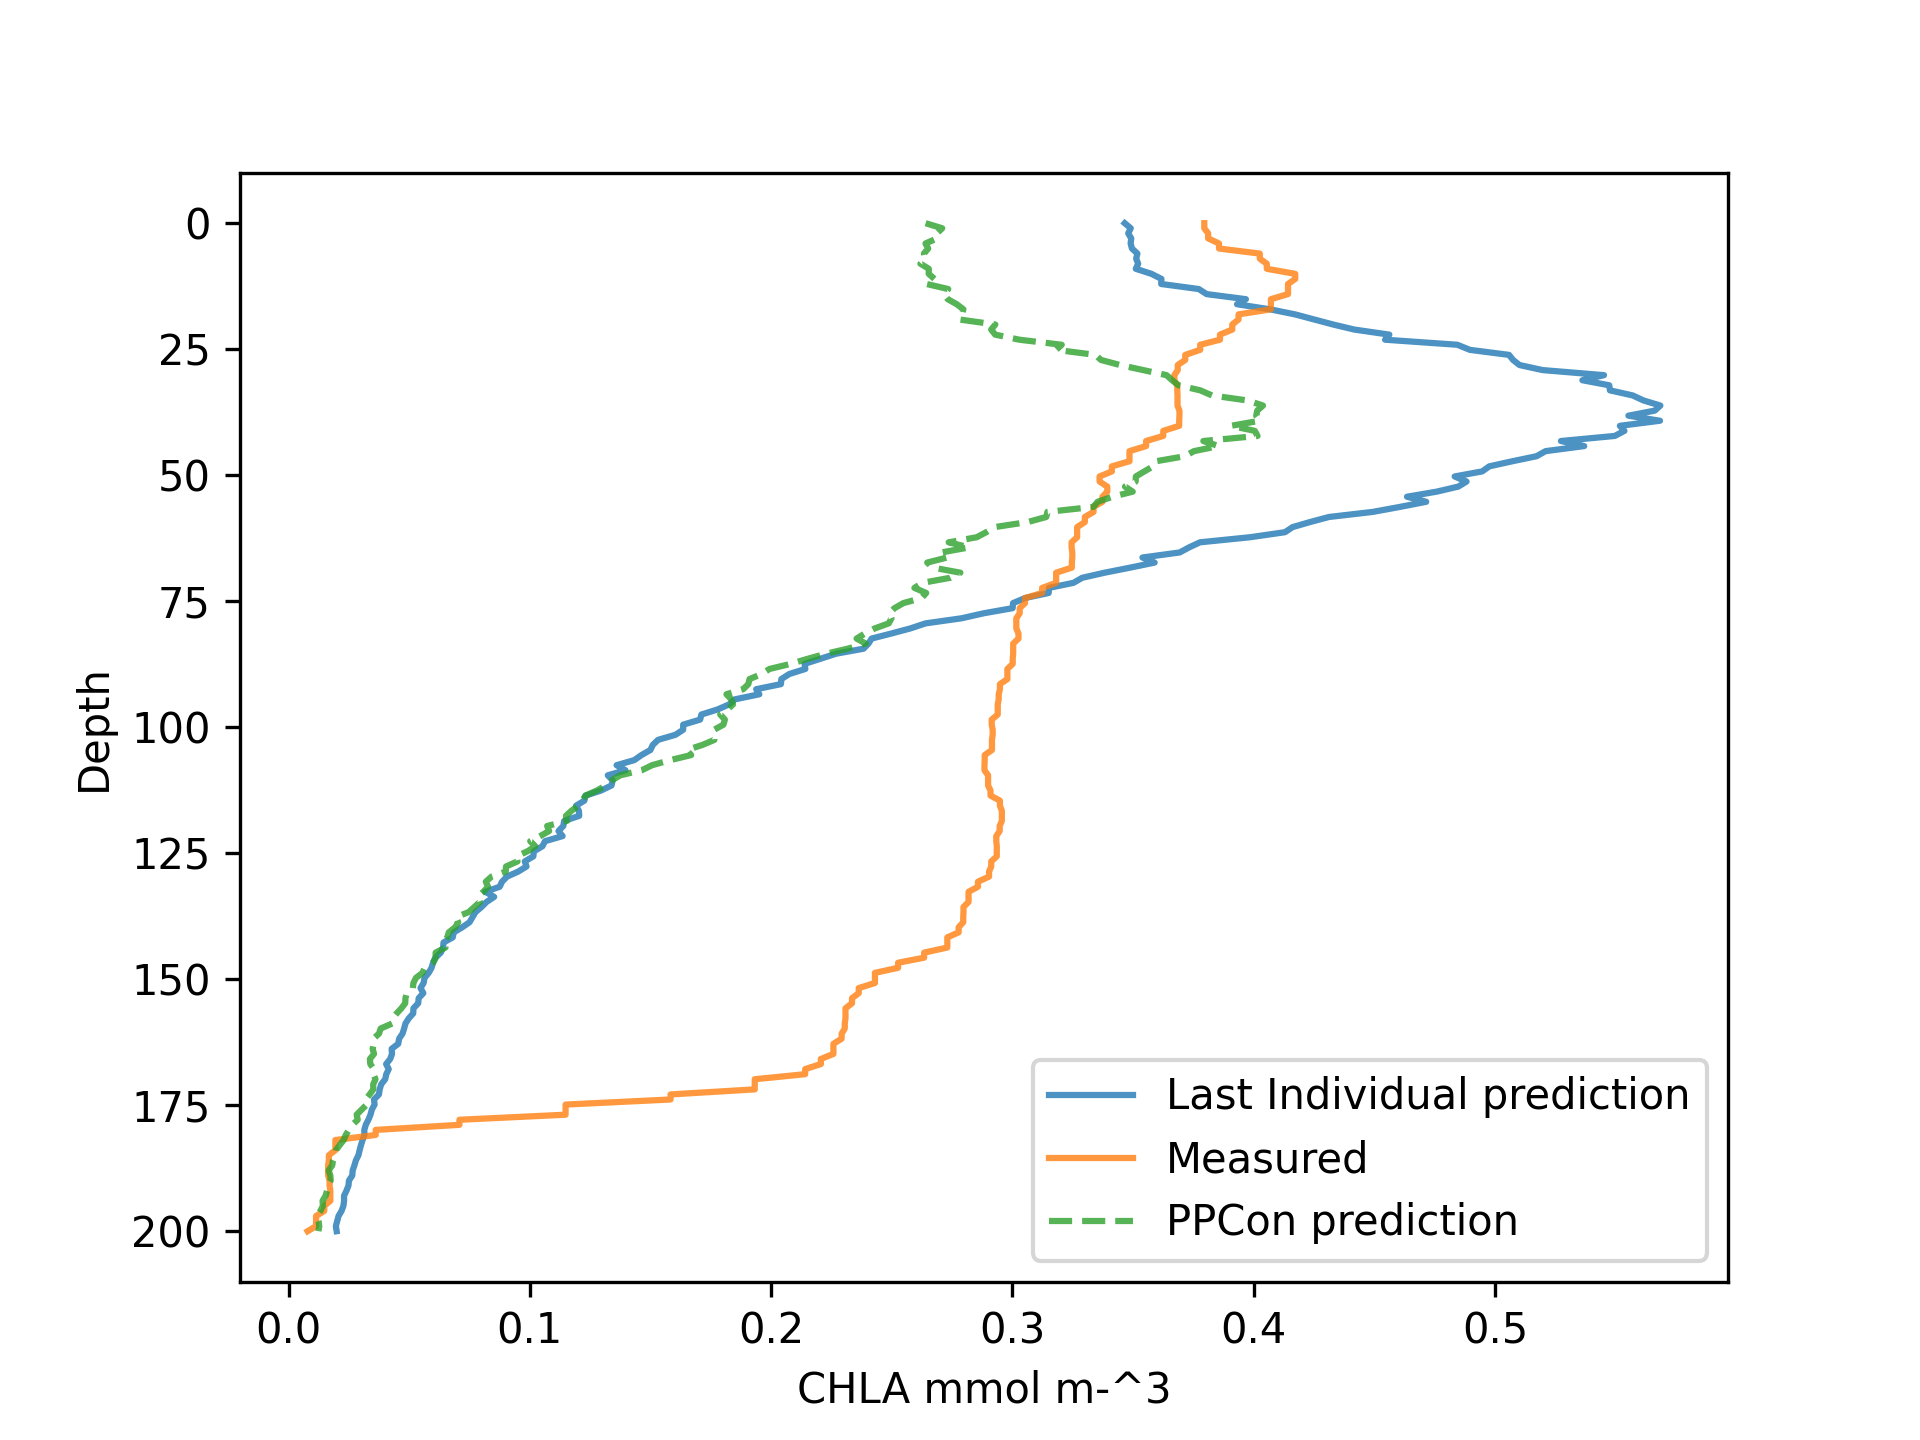 0
25
50
75
100
125
150
175
200
Depth
0.0 0.1 0.2 0.3 0.4 0.5
CHLA mmol m-^3
Last Individual prediction
Measured
PPCon prediction